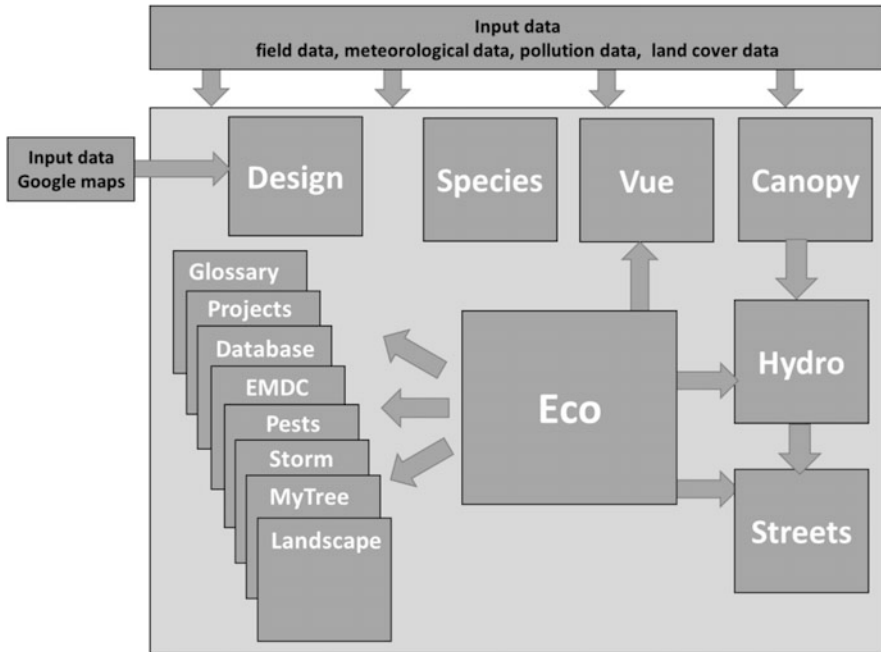 Input data
field data, meteorological data, pollution data, land cover data
Input data
Google maps
Design
Species
Vue
Canopy
Glossary
Projects
Database
EMDC
Pests
Storm
MyTree
Landscape
Eco
Hydro
Streets